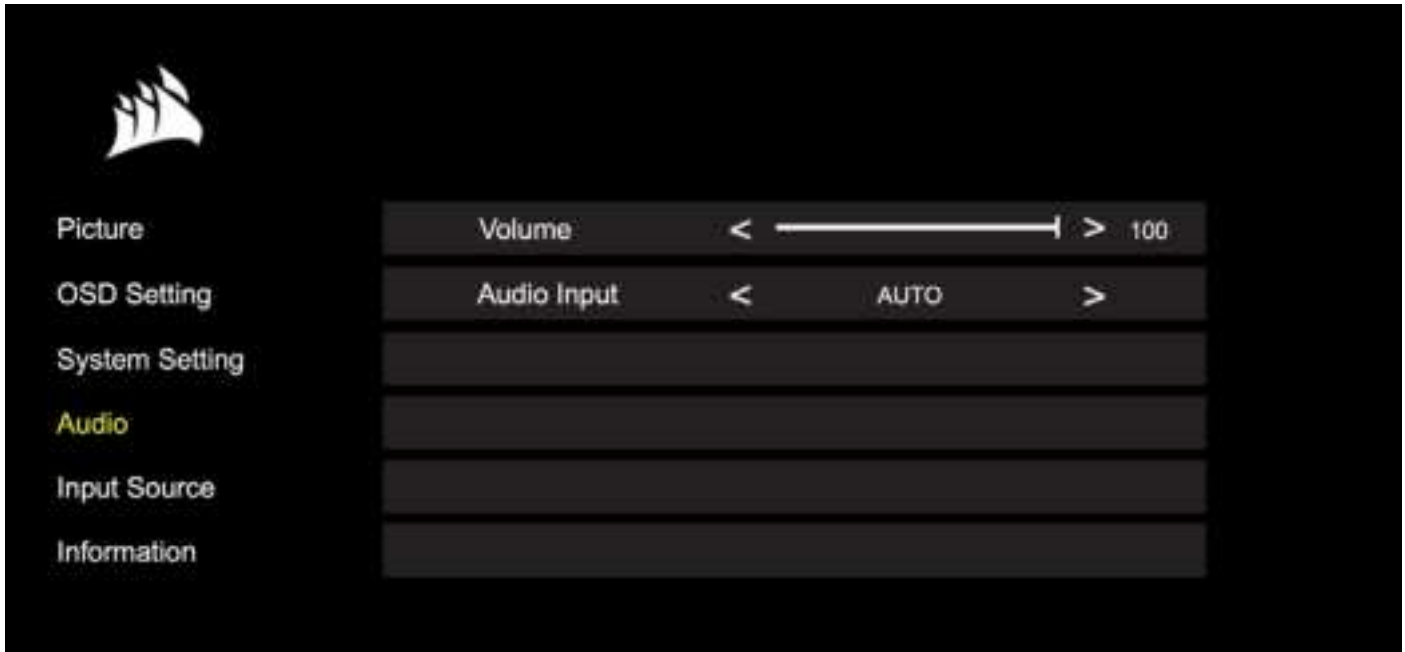 Picture
Volume < > 100
OSD Setting
Audio Input < AUTO >
System Setting
Audio
Input Source
Information